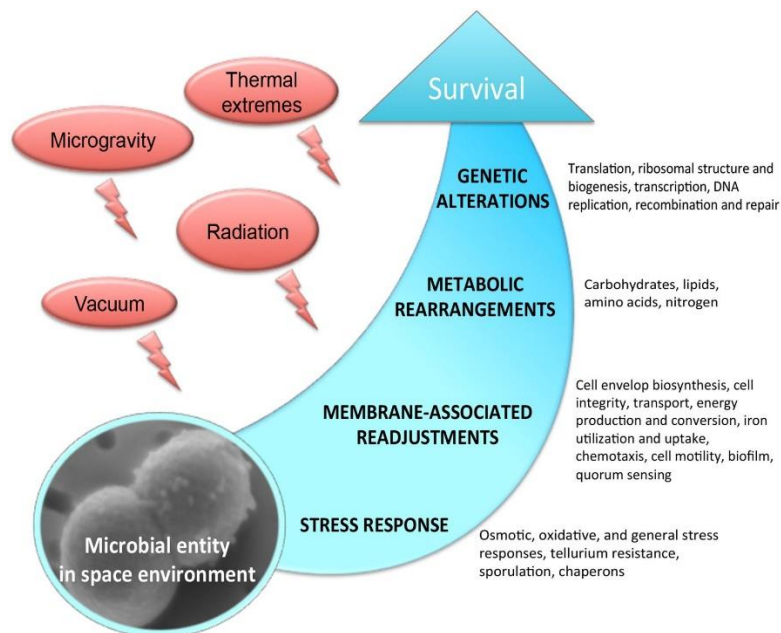 Thermal
extremes
Microgravity
Radiation
Vacuum
Survival
GENETIC
ALTERATIONS
Translation, ribosomal structure and
biogenesis, transcription, DNA
replication, recombination and repair
METABOLIC
REARRANGEMENTS
Carbohydrates, lipids,
amino acids, nitrogen
MEMBRANE-ASSOCIATED
READJUSTMENTS
Cell envelop biosynthesis, cell
integrity, transport, energy
production and conversion, iron
utilization and uptake,
chemotaxis, cell motility, biofilm,
quorum sensing
STRESS RESPONSE
Osmotic, oxidative, and general stress
responses, tellurium resistance,
sporulation, chaperons
Microbial entity
in space environment